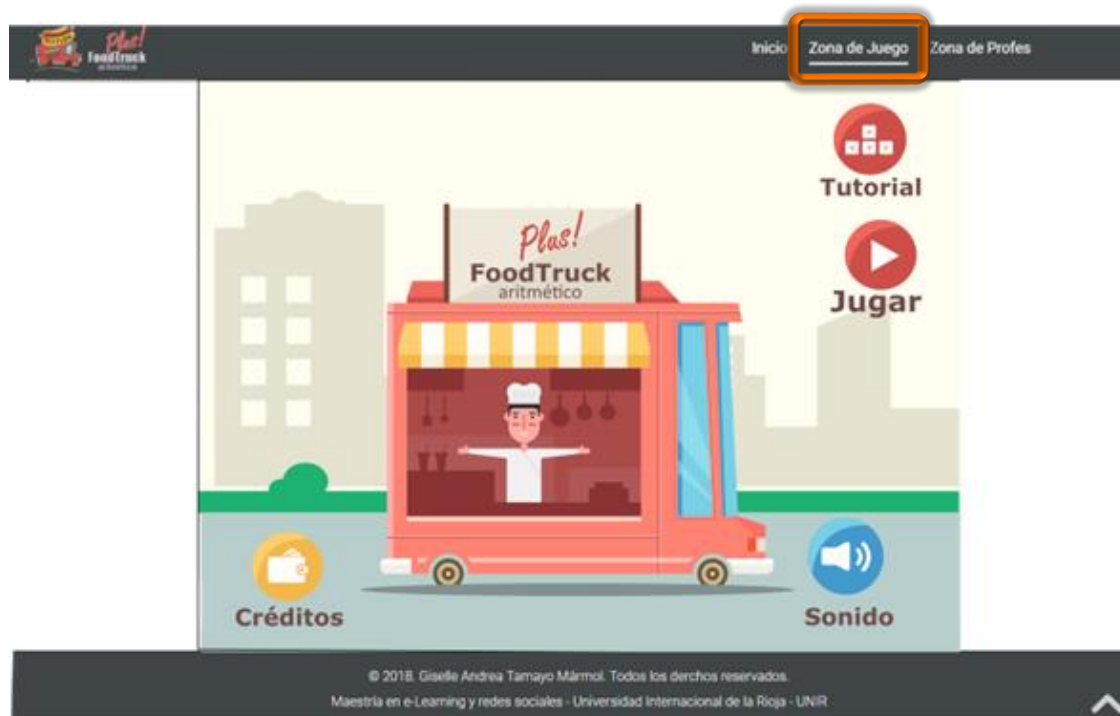 Plus!
FoodTruck
aritmético
Inicio Zona de Juego Zona de Profes
Tutorial
Plus!
FoodTruck
aritmético
Jugar
Créditos
Sonido
© 2018. Giselle Andrea Tamayo Mármol. Todos los derchos reservados.
Maestría en e-Learning y redes sociales - Universidad Internacional de la Rioja - UNIR